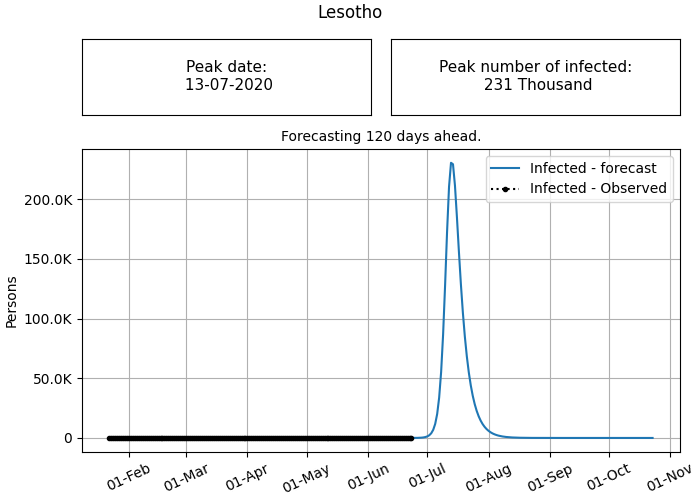 Lesotho
Peak date:
13-07-2020
Peak number of infected:
231 Thousand
Forecasting 120 days ahead.
Infected - forecast
Infected - Observed
Persons
200.0K
150.0K
100.0K
50.0K
0
01-Feb
01-Mar
01-Apr
01-May
01-Jun
01-Jul
01-Aug
01-Sep
01-Oct
01-Nov